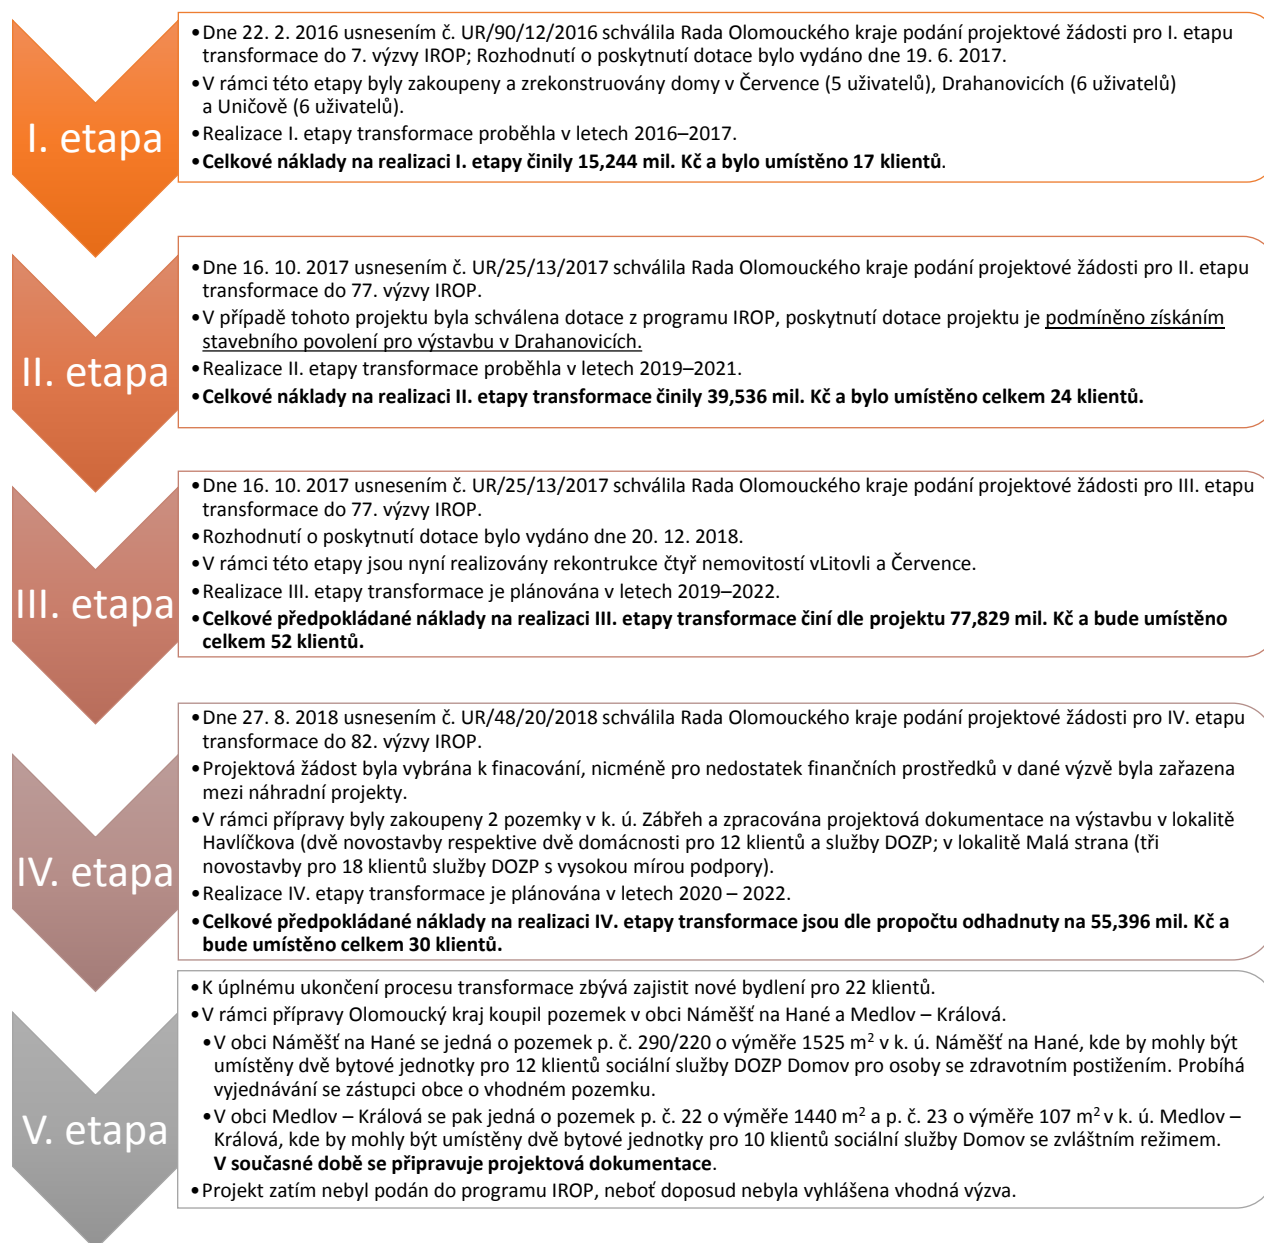 I. etapa
•Dne 22. 2. 2016 usnesením č. UR/90/12/2016 schválila Rada Olomouckého kraje podání projektové žádosti pro I. etapu
transformace do 7. výzvy IROP; Rozhodnutí o poskytnutí dotace bylo vydáno dne 19. 6. 2017.
•V rámci této etapy byly zakoupeny a zrekonstruovány domy v Července (5 uživatelů), Drahanovicích (6 uživatelů)
a Uničově (6 uživatelů).
•Realizace I. etapy transformace proběhla v letech 2016–2017.
•Celkové náklady na realizaci I. etapy činily 15,244 mil. Kč a bylo umístěno 17 klientů.
II. etapa
•Dne 16. 10. 2017 usnesením č. UR/25/13/2017 schválila Rada Olomouckého kraje podání projektové žádosti pro II. etapu
transformace do 77. výzvy IROP.
•V případě tohoto projektu byla schválena dotace z programu IROP, poskytnutí dotace projektu je podmíněno získáním
stavebního povolení pro výstavbu v Drahanovicích.
•Realizace II. etapy transformace proběhla v letech 2019–2021.
•Celkové náklady na realizaci II. etapy transformace činily 39,536 mil. Kč a bylo umístěno celkem 24 klientů.
III. etapa
•Dne 16. 10. 2017 usnesením č. UR/25/13/2017 schválila Rada Olomouckého kraje podání projektové žádosti pro III. etapu
transformace do 77. výzvy IROP.
•Rozhodnutí o poskytnutí dotace bylo vydáno dne 20. 12. 2018.
•V rámci této etapy jsou nyní realizovány rekontrukce čtyř nemovitostí vLitovli a Července.
•Realizace III. etapy transformace je plánována v letech 2019–2022.
•Celkové předpokládané náklady na realizaci III. etapy transformace činí dle projektu 77,829 mil. Kč a bude umístěno
celkem 52 klientů.
IV. etapa
•Dne 27. 8. 2018 usnesením č. UR/48/20/2018 schválila Rada Olomouckého kraje podání projektové žádosti pro IV. etapu
transformace do 82. výzvy IROP.
•Projektová žádost byla vybrána k finacování, nicméně pro nedostatek finančních prostředků v dané výzvě byla zařazena
mezi náhradní projekty.
•V rámci přípravy byly zakoupeny 2 pozemky v k. ú. Zábřeh a zpracována projektová dokumentace na výstavbu v lokalitě
Havlíčkova (dvě novostavby respektive dvě domácnosti pro 12 klientů a služby DOZP; v lokalitě Malá strana (tři
novostavby pro 18 klientů služby DOZP s vysokou mírou podpory).
•Realizace IV. etapy transformace je plánována v letech 2020 – 2022.
•Celkové předpokládané náklady na realizaci IV. etapy transformace jsou dle propočtu odhadnuty na 55,396 mil. Kč a
bude umístěno celkem 30 klientů.
V. etapa
•K úplnému ukončení procesu transformace zbývá zajistit nové bydlení pro 22 klientů.
•V rámci přípravy Olomoucký kraj koupil pozemek v obci Náměšť na Hané a Medlov – Králová.
•V obci Náměšť na Hané se jedná o pozemek p. č. 290/220 o výměře 1525 m² v k. ú. Náměšť na Hané, kde by mohly být
umístěny dvě bytové jednotky pro 12 klientů sociální služby DOZP Domov pro osoby se zdravotním postižením. Probíhá
vyjednávání se zástupci obce o vhodném pozemku.
•V obci Medlov – Králová se pak jedná o pozemek p. č. 22 o výměře 1440 m² a p. č. 23 o výměře 107 m² v k. ú. Medlov –
Králová, kde by mohly být umístěny dvě bytové jednotky pro 10 klientů sociální služby Domov se zvláštním režimem.
V současné době se připravuje projektová dokumentace.
•Projekt zatím nebyl podán do programu IROP, neboť doposud nebyla vyhlášena vhodná výzva.